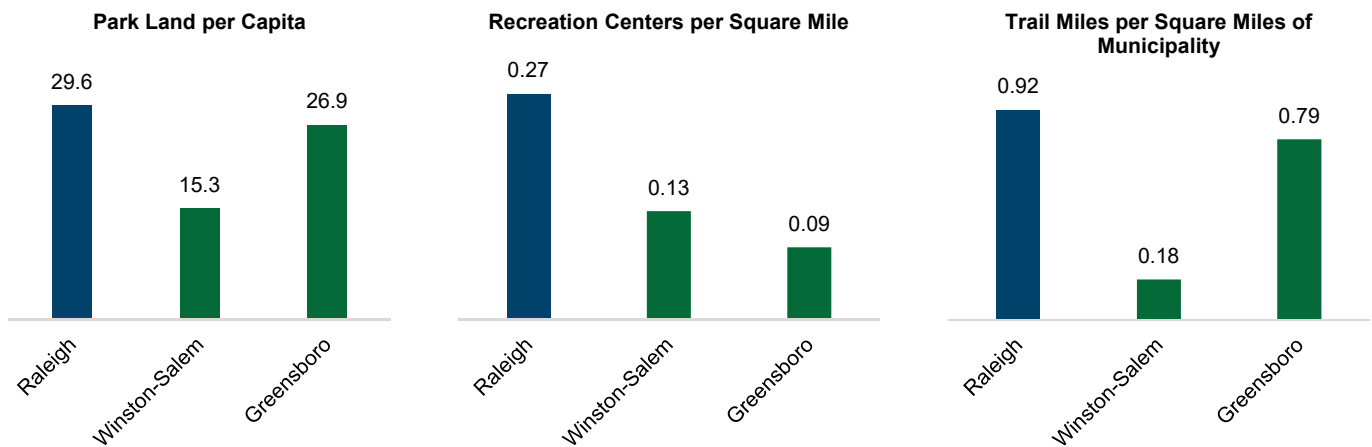 Park Land per Capita
29.6
15.3
26.9
Raleigh
Winston-Salem
Greensboro
Recreation Centers per Square Mile
0.27
0.13
0.09
Raleigh
Winston-Salem
Greensboro
Trail Miles per Square Miles of
Municipality
0.92
0.18
0.79
Raleigh
Winston-Salem
Greensboro